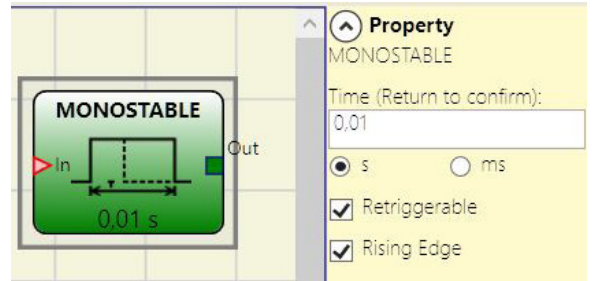 MONOSTABLE
In
Out
T
0,01 s
Property
MONOSTABLE
Time (Return to confirm):
0,01
s
ms
Retriggerable
Rising Edge